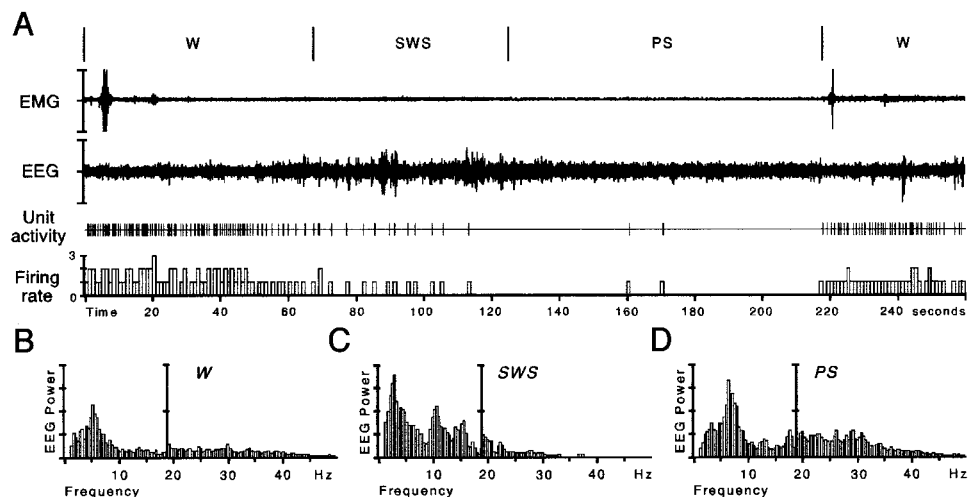 A
W SWS PS W
EMG
EEG
Unit activity
3
Firing rate
0
Time 20 40 60 80 100 120 140 160 180 200 220 240 seconds
B C D
W SWS PS
EEG Power EEG Power EEG Power
10 20 30 40 Hz 10 20 30 40 Hz 10 20 30 40 Hz
Frequency Frequency Frequency